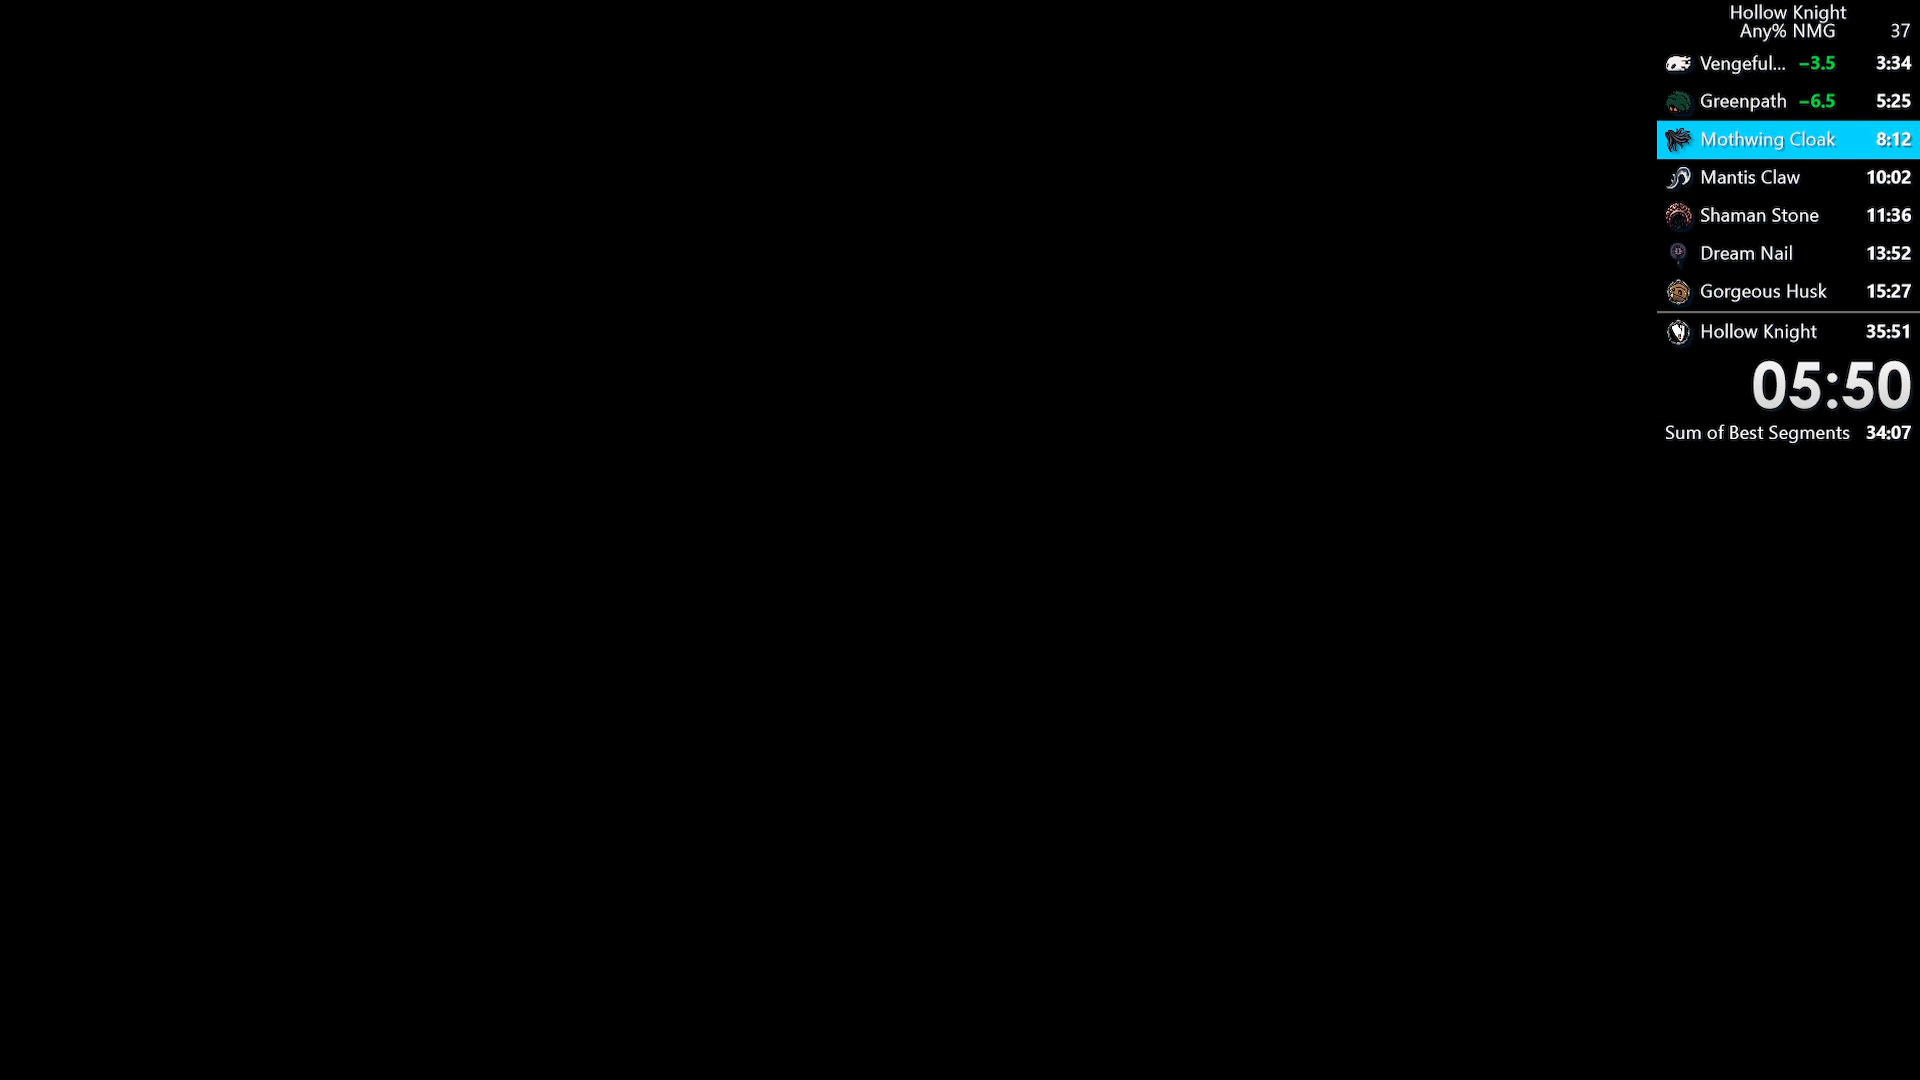 Hollow Knight
Any% NMG 37
Vengeful... −3.5 3:34
Greenpath −6.5 5:25
Mothwing Cloak 8:12
Mantis Claw 10:02
Shaman Stone 11:36
Dream Nail 13:52
Gorgeous Husk 15:27
Hollow Knight 35:51
05:50
Sum of Best Segments 34:07